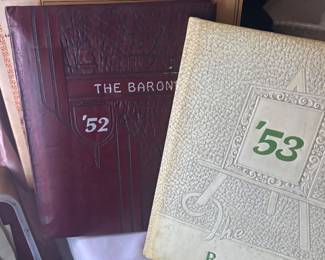 THE BARON
'52
'53
The